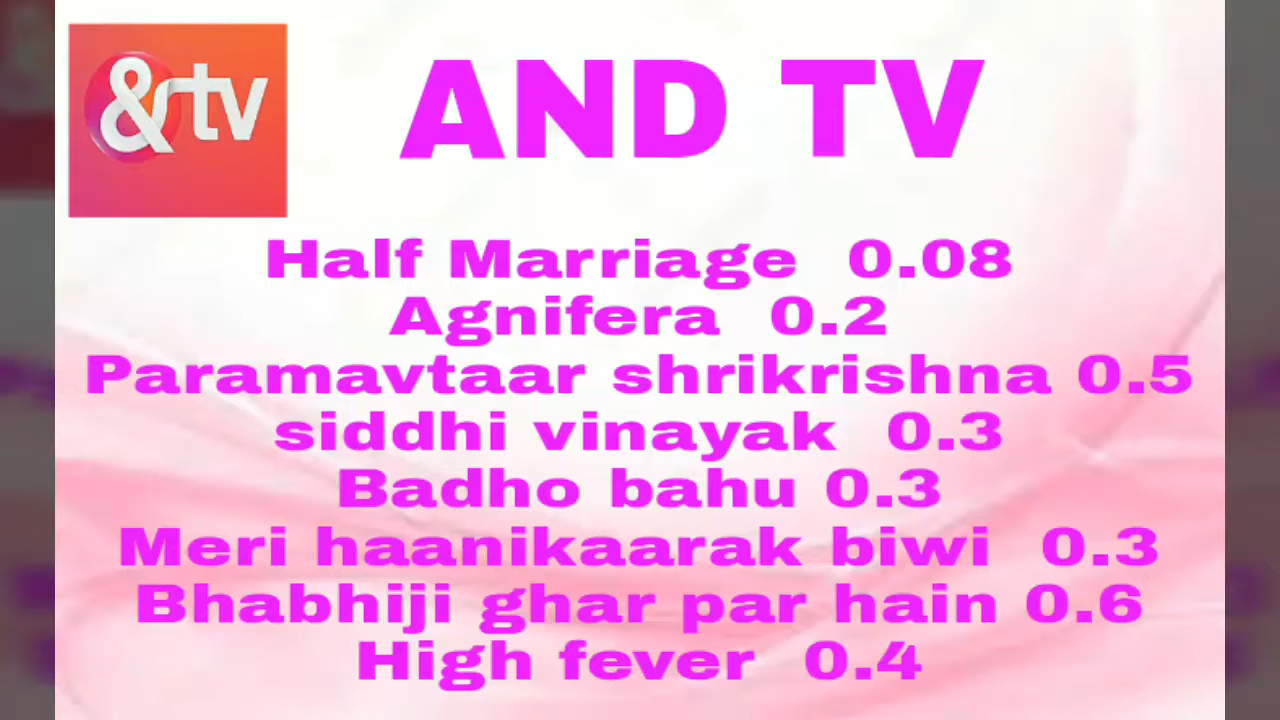 &tv
AND TV
Half Marriage 0.08
Agnifera 0.2
Paramavtaar shrikrishna 0.5
siddhi vinayak 0.3
Badho bahu 0.3
Meri haanikaarak biwi 0.3
Bhabhiji ghar par hain 0.6
High fever 0.4